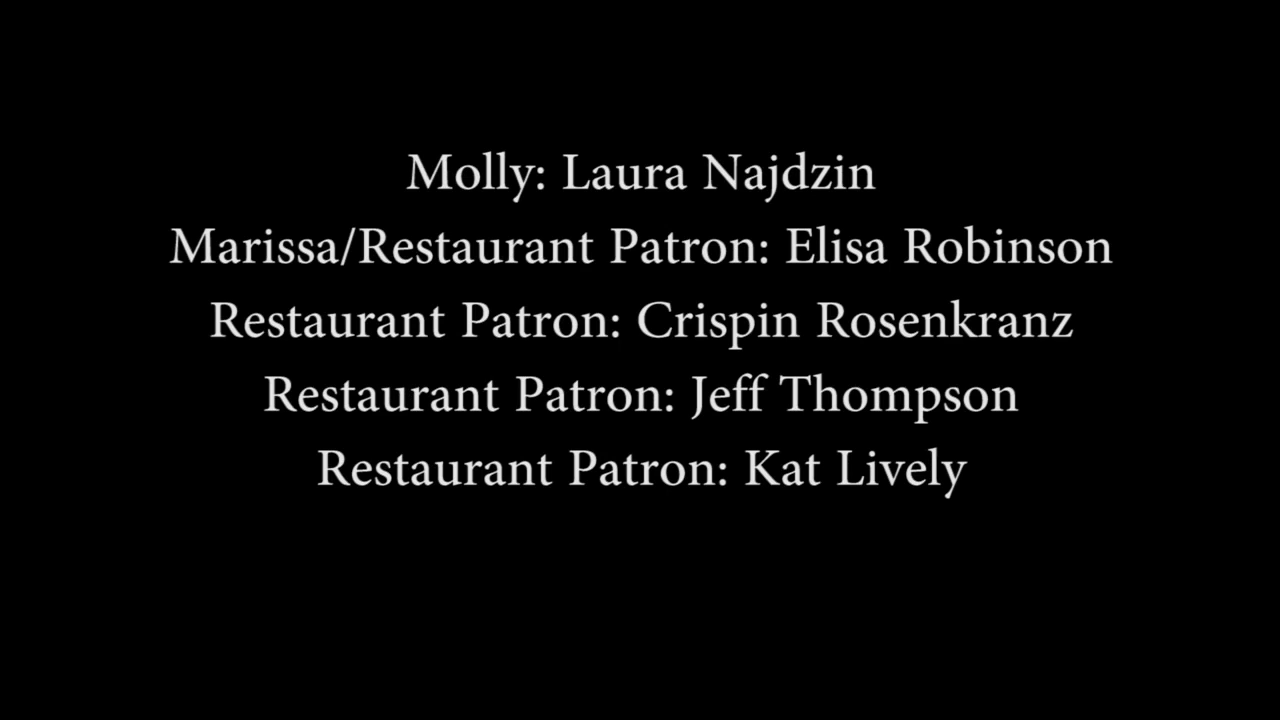 Molly: Laura Najdzin
Marissa/Restaurant Patron: Elisa Robinson
Restaurant Patron: Crispin Rosenkranz
Restaurant Patron: Jeff Thompson
Restaurant Patron: Kat Lively